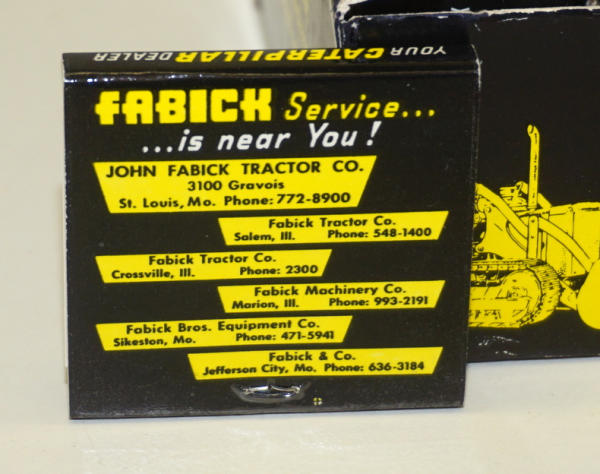 YOUR CATERPILLAR DEALER
FABICK Service...
...is near You!
JOHN FABICK TRACTOR CO.
3100 Gravois
St. Louis, Mo. Phone: 772-8900
Fabick Tractor Co.
Salem, Ill. Phone: 548-1400
Fabick Tractor Co.
Crossville, Ill. Phone: 2300
Fabick Machinery Co.
Marion, Ill. Phone: 993-2191
Fabick Bros. Equipment Co.
Sikeston, Mo. Phone: 471-5941
Fabick & Co.
Jefferson City, Mo. Phone: 636-3184